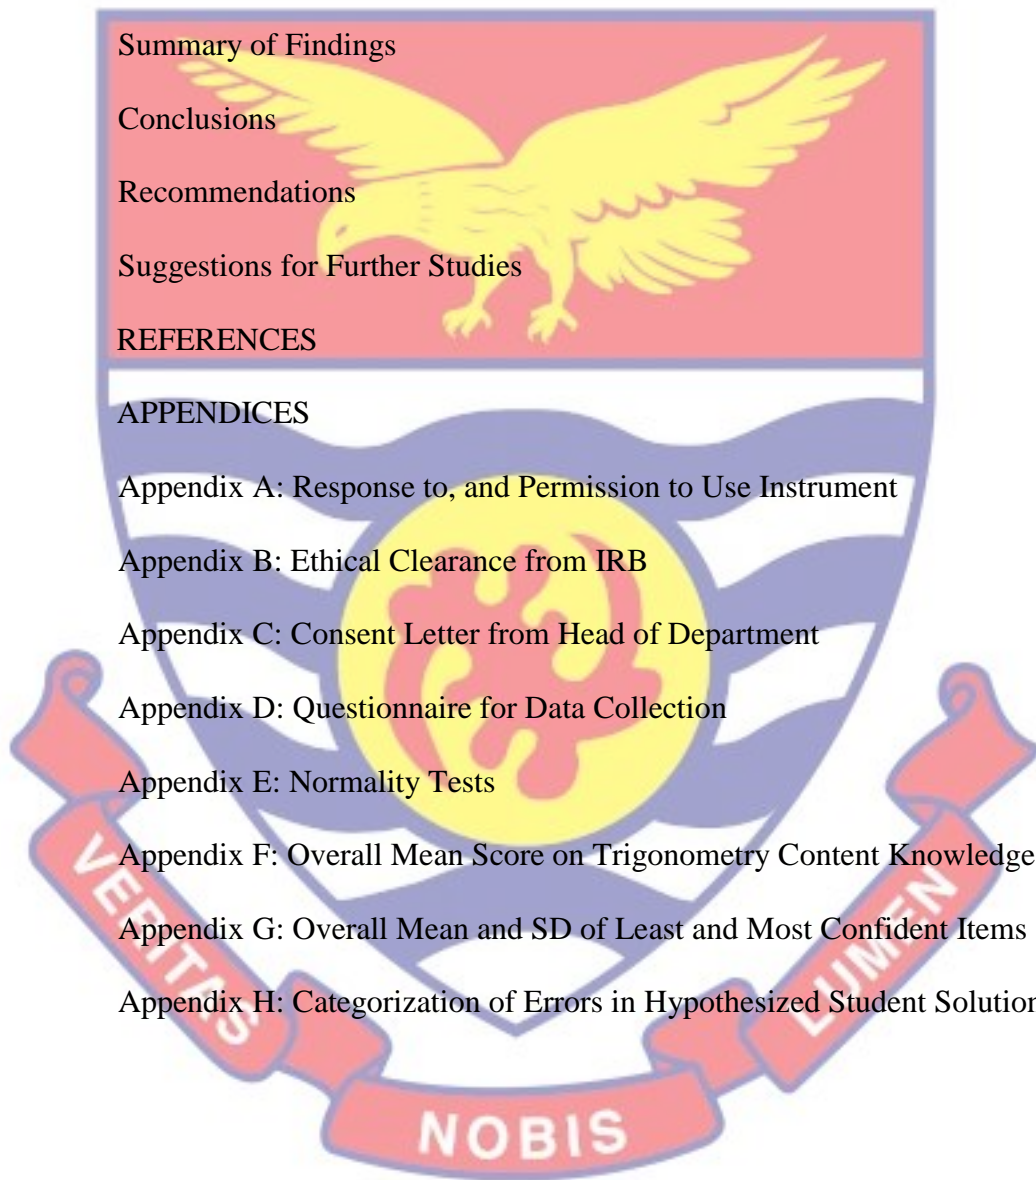 Summary of Findings
Conclusions
Recommendations
Suggestions for Further Studies
REFERENCES
APPENDICES
Appendix A: Response to, and Permission to Use Instrument
Appendix B: Ethical Clearance from IRB
Appendix C: Consent Letter from Head of Department
Appendix D: Questionnaire for Data Collection
Appendix E: Normality Tests
Appendix F: Overall Mean Score on Trigonometry Content Knowledge
Appendix G: Overall Mean and SD of Least and Most Confident Items
Appendix H: Categorization of Errors in Hypothesized Student Solution
VERITAS
NOBIS
LUMEN